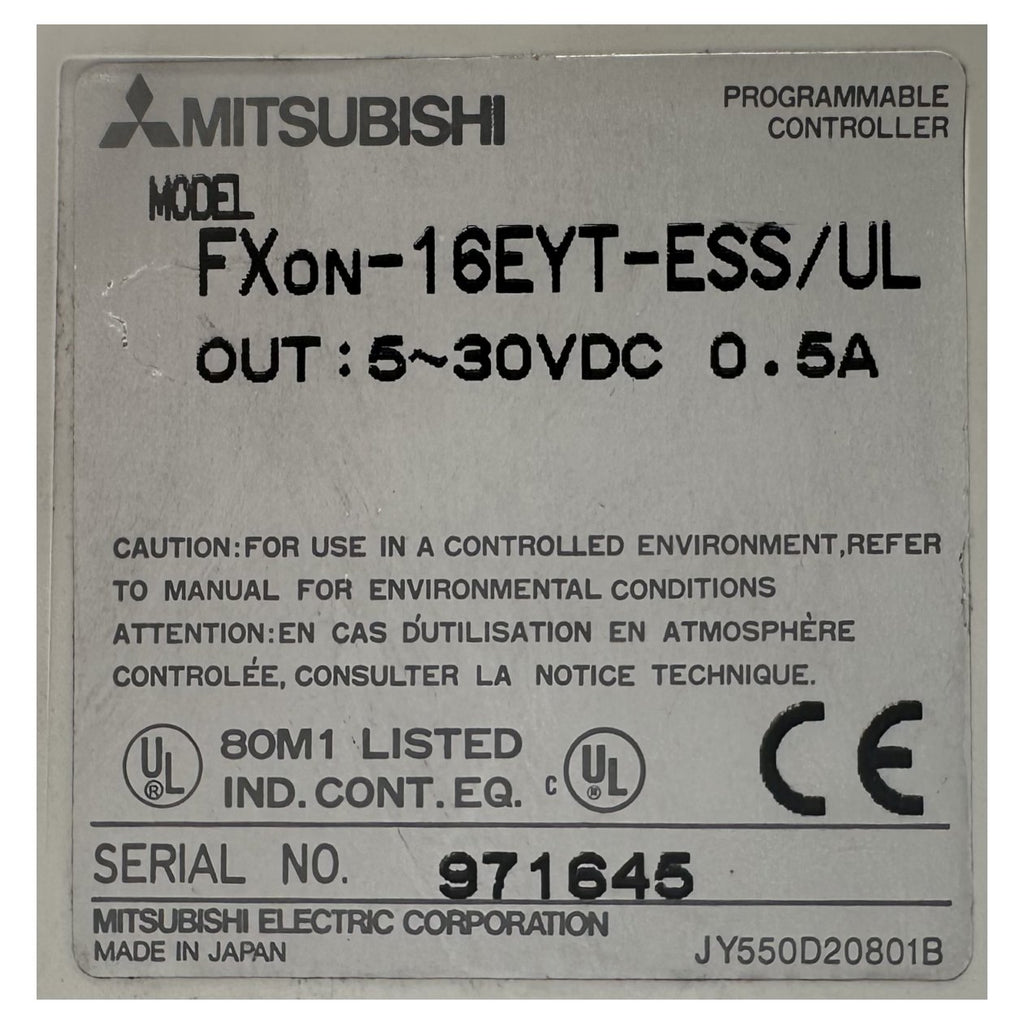 MITSUBISHI
PROGRAMMABLE
CONTROLLER
MODEL
FXON-16EYT-ESS/UL
OUT:5~30VDC 0.5A
CAUTION:FOR USE IN A CONTROLLED ENVIRONMENT,REFER
TO MANUAL FOR ENVIRONMENTAL CONDITIONS
ATTENTION:EN CAS D'UTILISATION EN ATMOSPHÈRE
CONTROLÉE, CONSULTER LA NOTICE TECHNIQUE.
UL® 80M1 LISTED
IND.CONT.EQ. c UL® CE
SERIAL NO. 971645
MITSUBISHI ELECTRIC CORPORATION
MADE IN JAPAN
JY550D20801B